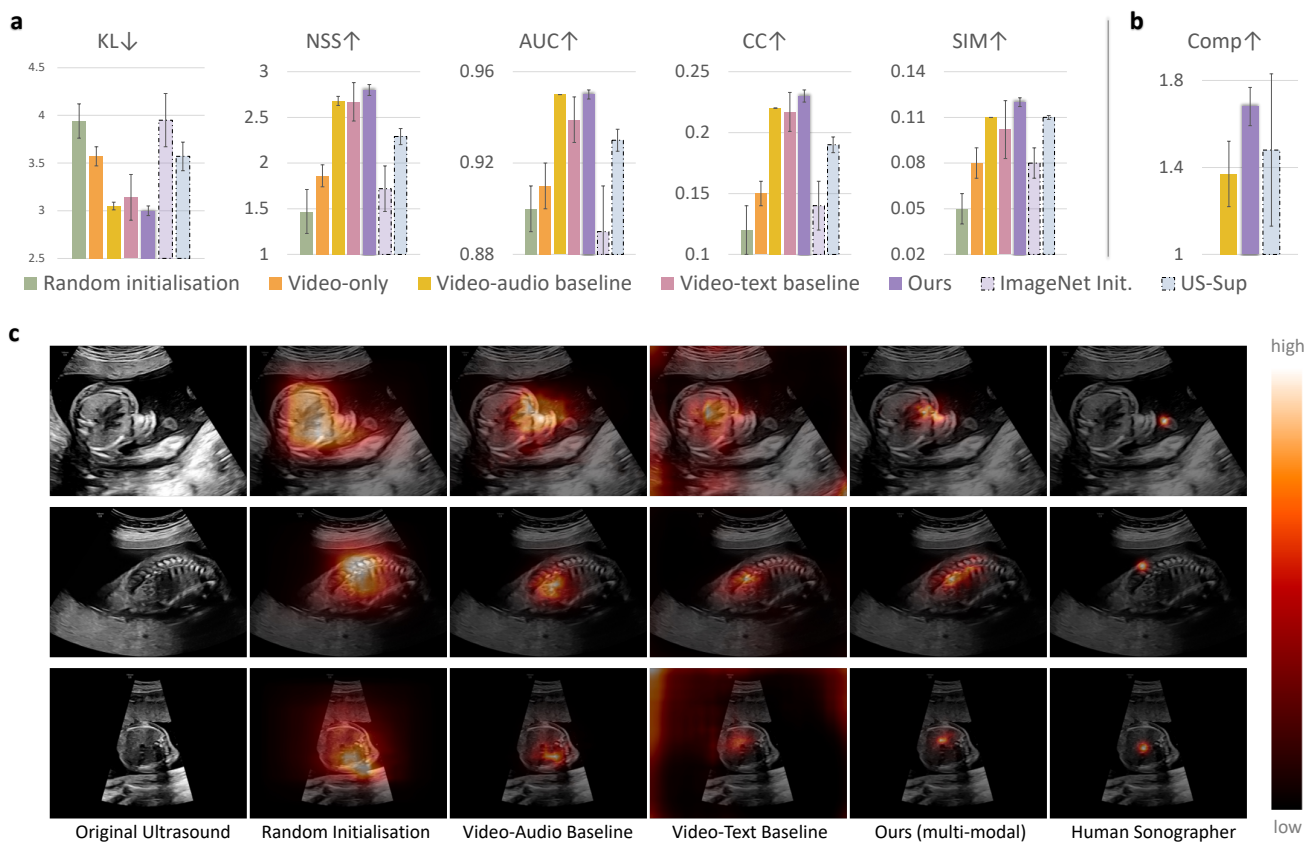 a
b
KL↓
NSS↑
AUC↑
CC↑
SIM↑
Comp↑
4.5
4
3.5
3
2.5
3
2.5
2
1.5
1
0.96
0.92
0.88
0.25
0.2
0.15
0.1
0.14
0.11
0.08
0.05
0.02
1.8
1.4
1
Random initialisation
Video-only
Video-audio baseline
Video-text baseline
Ours
ImageNet Init.
US-Sup
c
high
low
Original Ultrasound
Random Initialisation
Video-Audio Baseline
Video-Text Baseline
Ours (multi-modal)
Human Sonographer